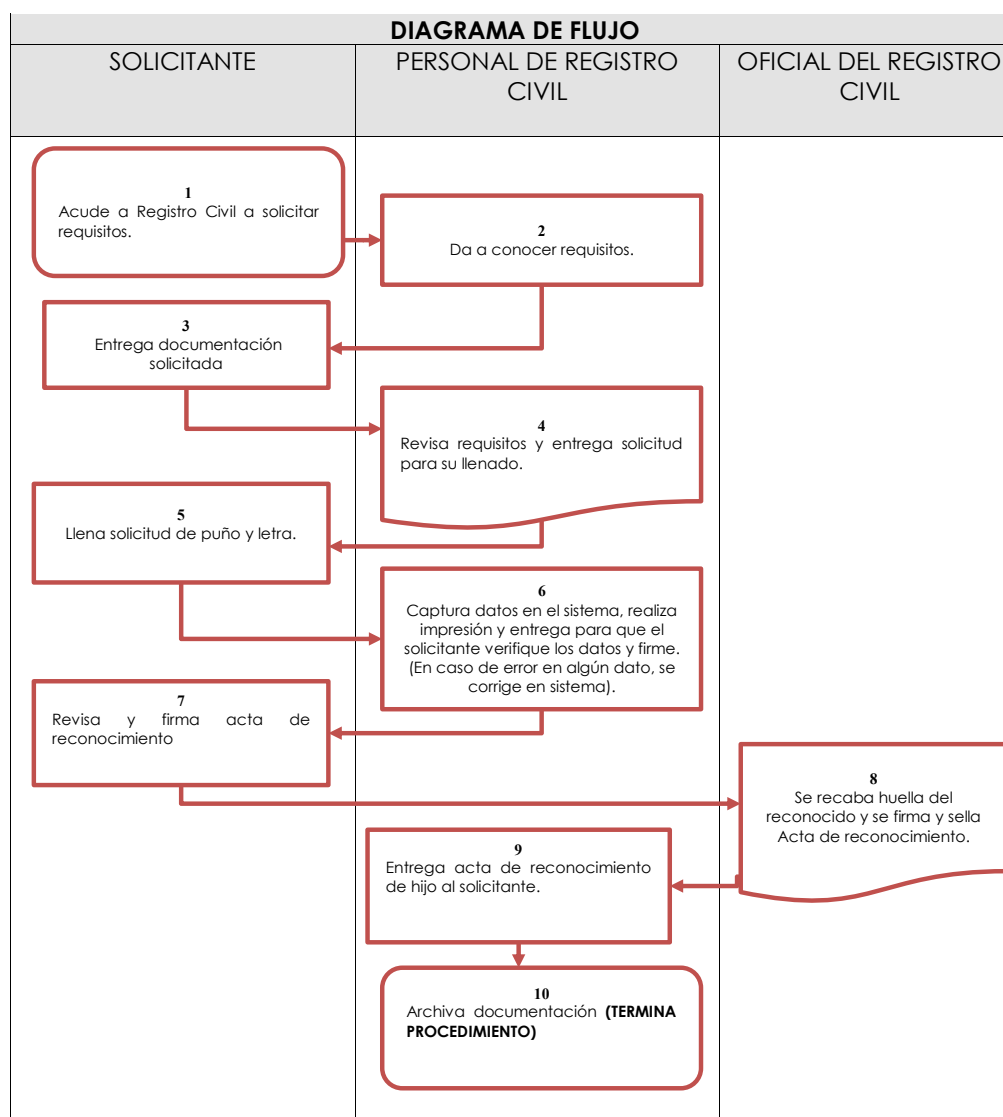 DIAGRAMA DE FLUJO
SOLICITANTE
PERSONAL DE REGISTRO
CIVIL
OFICIAL DEL REGISTRO
CIVIL
1
Acude a Registro Civil a solicitar
requisitos.
2
Da a conocer requisitos.
3
Entrega documentación
solicitada
4
Revisa requisitos y entrega solicitud
para su llenado.
5
Llena solicitud de puño y letra.
6
Captura datos en el sistema, realiza
impresión y entrega para que el
solicitante verifique los datos y firme.
(En caso de error en algún dato, se
corrige en sistema).
7
Revisa y firma acta de
reconocimiento
8
Se recaba huella del
reconocido y se firma y sella
Acta de reconocimiento.
9
Entrega acta de reconocimiento
de hijo al solicitante.
10
Archiva documentación (TERMINA
PROCEDIMIENTO)